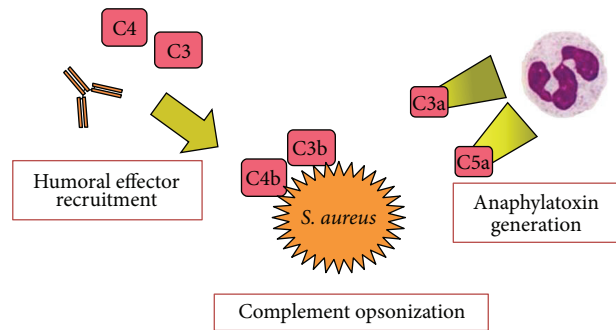 C4
C3
Humoral effector
recruitment
C3b
C4b
S. aureus
Complement opsonization
C3a
C5a
Anaphylatoxin
generation